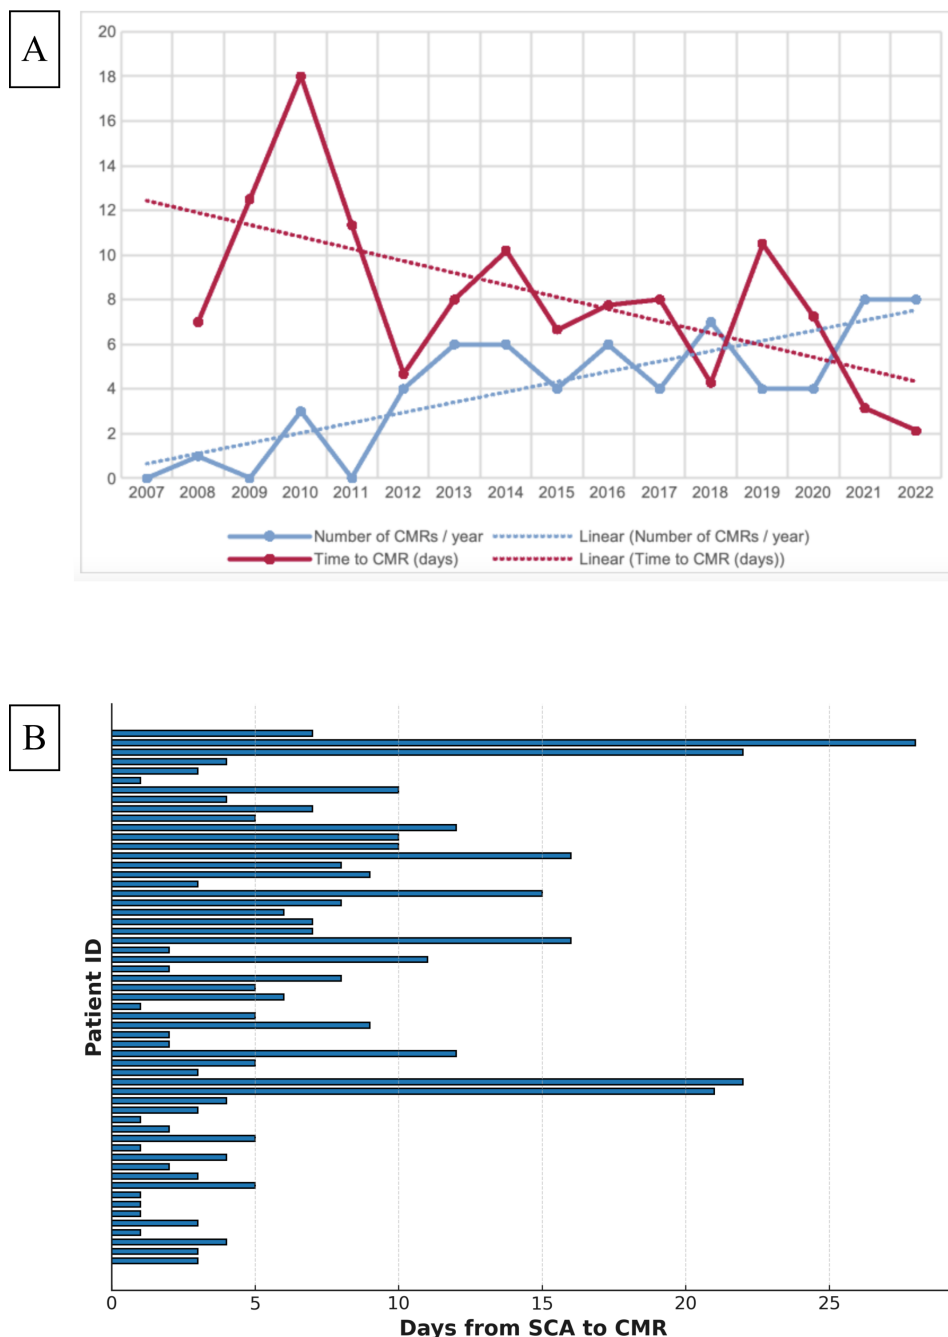 A
20
18
16
14
12
10
8
6
4
2
0
2007 2008 2009 2010 2011 2012 2013 2014 2015 2016 2017 2018 2019 2020 2021 2022
Number of CMRs / year Linear (Number of CMRs / year)
Time to CMR (days) Linear (Time to CMR (days))
B
Patient ID
0 5 10 15 20 25
Days from SCA to CMR